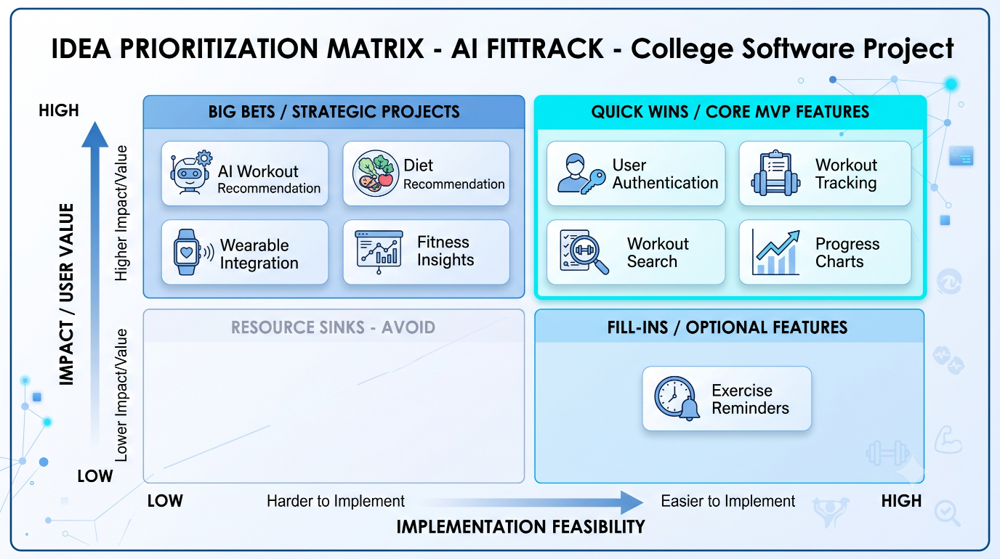 IDEA PRIORITIZATION MATRIX - AI FITTRACK - College Software Project
HIGH
IMPACT / USER VALUE
Higher Impact/Value
Lower Impact/Value
LOW
BIG BETS / STRATEGIC PROJECTS
AI Workout
Recommendation
Diet
Recommendation
Wearable
Integration
Fitness
Insights
QUICK WINS / CORE MVP FEATURES
User
Authentication
Workout
Tracking
Workout
Search
Progress
Charts
RESOURCE SINKS - AVOID
FILL-INS / OPTIONAL FEATURES
Exercise
Reminders
LOW
Harder to Implement
Easier to Implement
HIGH
IMPLEMENTATION FEASIBILITY